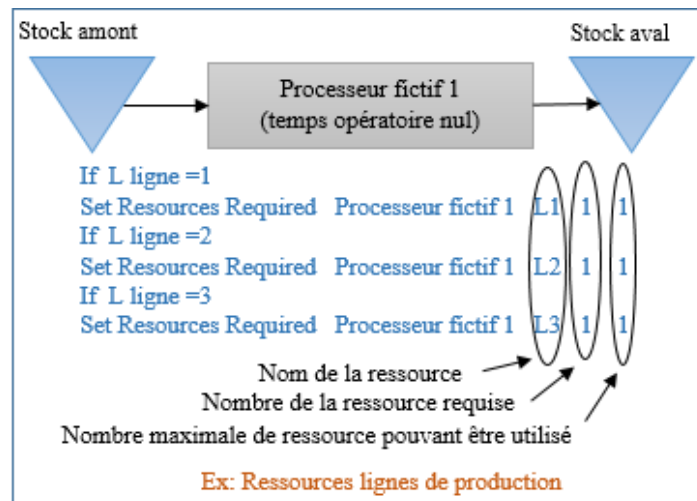 Stock amont
Stock aval
Processeur fictif 1
(temps opératoire nul)
If L ligne =1
Set Resources Required Processeur fictif 1 L1 1 1
If L ligne =2
Set Resources Required Processeur fictif 1 L2 1 1
If L ligne =3
Set Resources Required Processeur fictif 1 L3 1 1
Nom de la ressource
Nombre de la ressource requise
Nombre maximale de ressource pouvant être utilisé
Ex: Ressources lignes de production